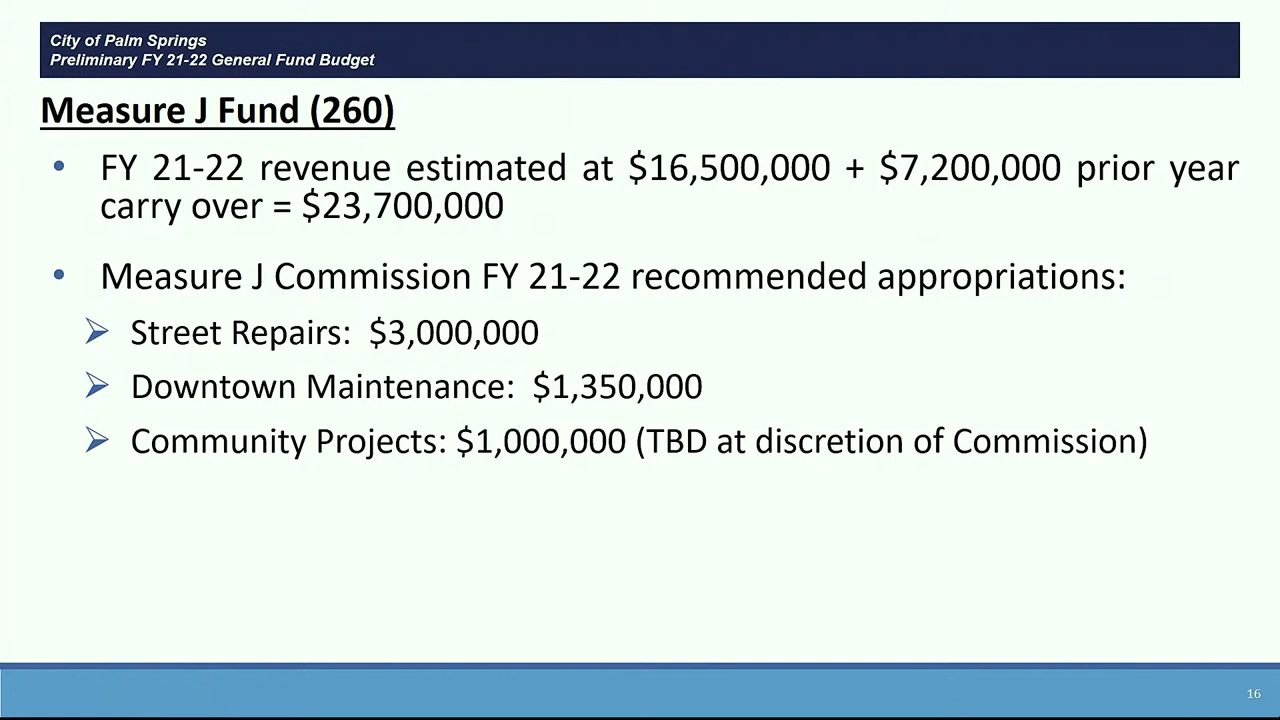 City of Palm Springs
Preliminary FY 21-22 General Fund Budget
Measure J Fund (260)
• FY 21-22 revenue estimated at $16,500,000 + $7,200,000 prior year
carry over = $23,700,000
• Measure J Commission FY 21-22 recommended appropriations:
➢ Street Repairs:  $3,000,000
➢ Downtown Maintenance:  $1,350,000
➢ Community Projects: $1,000,000 (TBD at discretion of Commission)
16